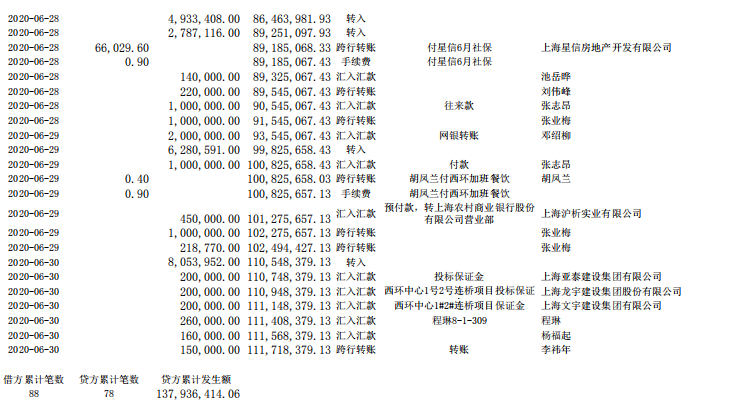 2020-06-28 4,933,408.00 86,463,981.93 转入
2020-06-28 2,787,116.00 89,251,097.93 转入
2020-06-28 66,029.60 89,185,068.33 跨行转账 付星信6月社保 上海星信房地产开发有限公司
2020-06-28 0.90 89,185,067.43 手续费 付星信6月社保
2020-06-28 140,000.00 89,325,067.43 汇入汇款 池岳晔
2020-06-28 220,000.00 89,545,067.43 跨行转账 刘伟峰
2020-06-28 1,000,000.00 90,545,067.43 汇入汇款 往来款 张志昂
2020-06-28 1,000,000.00 91,545,067.43 跨行转账 张业梅
2020-06-29 2,000,000.00 93,545,067.43 汇入汇款 网银转账 邓绍柳
2020-06-29 6,280,591.00 99,825,658.43 转入
2020-06-29 1,000,000.00 100,825,658.43 汇入汇款 付款 张志昂
2020-06-29 0.40 100,825,658.03 跨行转账 胡凤兰付西环加班餐饮 胡凤兰
2020-06-29 0.90 100,825,657.13 手续费 胡凤兰付西环加班餐饮
2020-06-29 450,000.00 101,275,657.13 汇入汇款 预付款，转上海农村商业银行股份
有限公司营业部 上海沪析实业有限公司
2020-06-29 1,000,000.00 102,275,657.13 跨行转账 张业梅
2020-06-29 218,770.00 102,494,427.13 跨行转账 张业梅
2020-06-30 8,053,952.00 110,548,379.13 转入
2020-06-30 200,000.00 110,748,379.13 汇入汇款 投标保证金 上海亚泰建设集团有限公司
2020-06-30 200,000.00 110,948,379.13 汇入汇款 西环中心1号2号连桥项目投标保证 上海龙宇建设集团股份有限公司
2020-06-30 200,000.00 111,148,379.13 汇入汇款 西环中心1#2#连桥项目保证金 上海文宇建设集团有限公司
2020-06-30 260,000.00 111,408,379.13 汇入汇款 程琳8-1-309 程琳
2020-06-30 160,000.00 111,568,379.13 汇入汇款 杨福起
2020-06-30 150,000.00 111,718,379.13 跨行转账 转账 李祎年
借方累计笔数 贷方累计笔数 贷方累计发生额
88 78 137,936,414.06